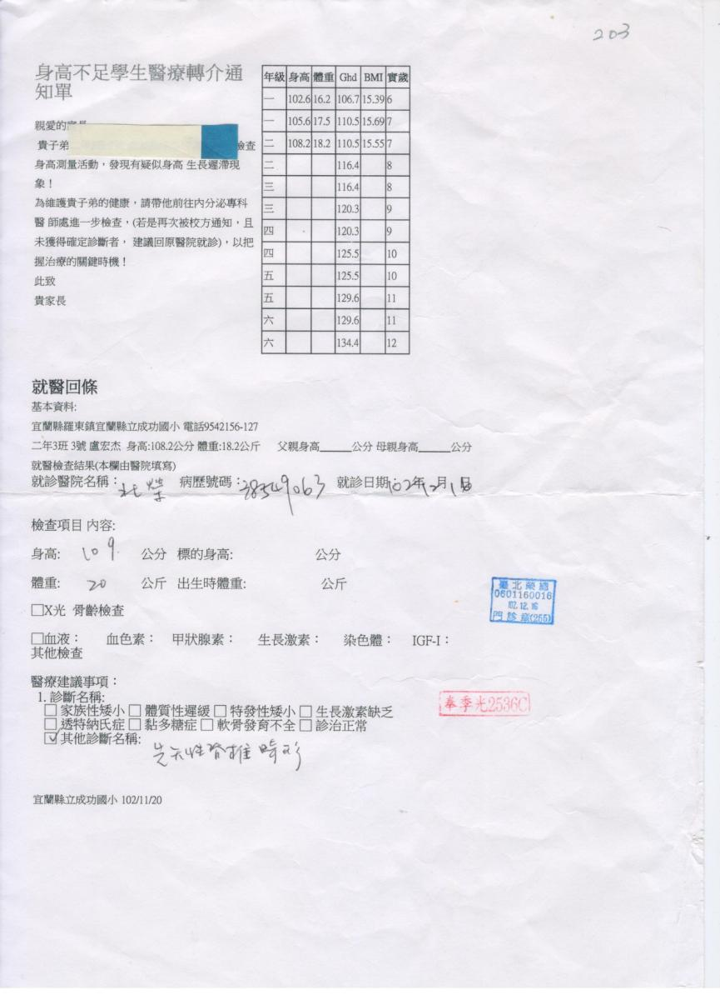 203
身高不足學生醫療轉介通
知單
親愛的
貴子弟 檢查
身高測量活動，發現有疑似身高 生長遲滯現
象！
為維護貴子弟的健康，請帶他前往內分泌專科
醫 師處進一步檢查，(若是再次被校方通知，且
未獲得確定診斷者， 建議回原醫院就診)，以把
握治療的關鍵時機！
此致
貴家長
年級 身高 體重 Ghd BMI 實歲
一 102.6 16.2 106.7 15.39 6
一 105.6 17.5 110.5 15.69 7
二 108.2 18.2 110.5 15.55 7
二 116.4 8
三 116.4 8
三 120.3 9
四 120.3 9
四 125.5 10
五 125.5 10
五 129.6 11
六 129.6 11
六 134.4 12
就醫回條
基本資料:
宜蘭縣羅東鎮宜蘭縣立成功國小 電話9542156-127
二年3班 3號 盧宏杰 身高:108.2公分 體重:18.2公斤 父親身高______公分 母親身高______公分
就醫檢查結果(本欄由醫院填寫)
就診醫院名稱：北榮 病歷號碼： 就診日期
檢查項目 內容:
身高: 109 公分 標的身高: 公分
體重: 20 公斤 出生時體重: 公斤
□X光 骨齡檢查
□血液： 血色素： 甲狀腺素： 生長激素： 染色體： IGF-I：
其他檢查
臺北榮總
0601160016
102.12.16
門診章(265)
醫療建議事項：
1. 診斷名稱:
□ 家族性矮小 □ 體質性遲緩 □ 特發性矮小 □ 生長激素缺乏
□ 透特納氏症 □ 黏多糖症 □ 軟骨發育不全 □ 診治正常
☑ 其他診斷名稱:
先天性脊椎畸形
奉季光2536C
宜蘭縣立成功國小 102/11/20